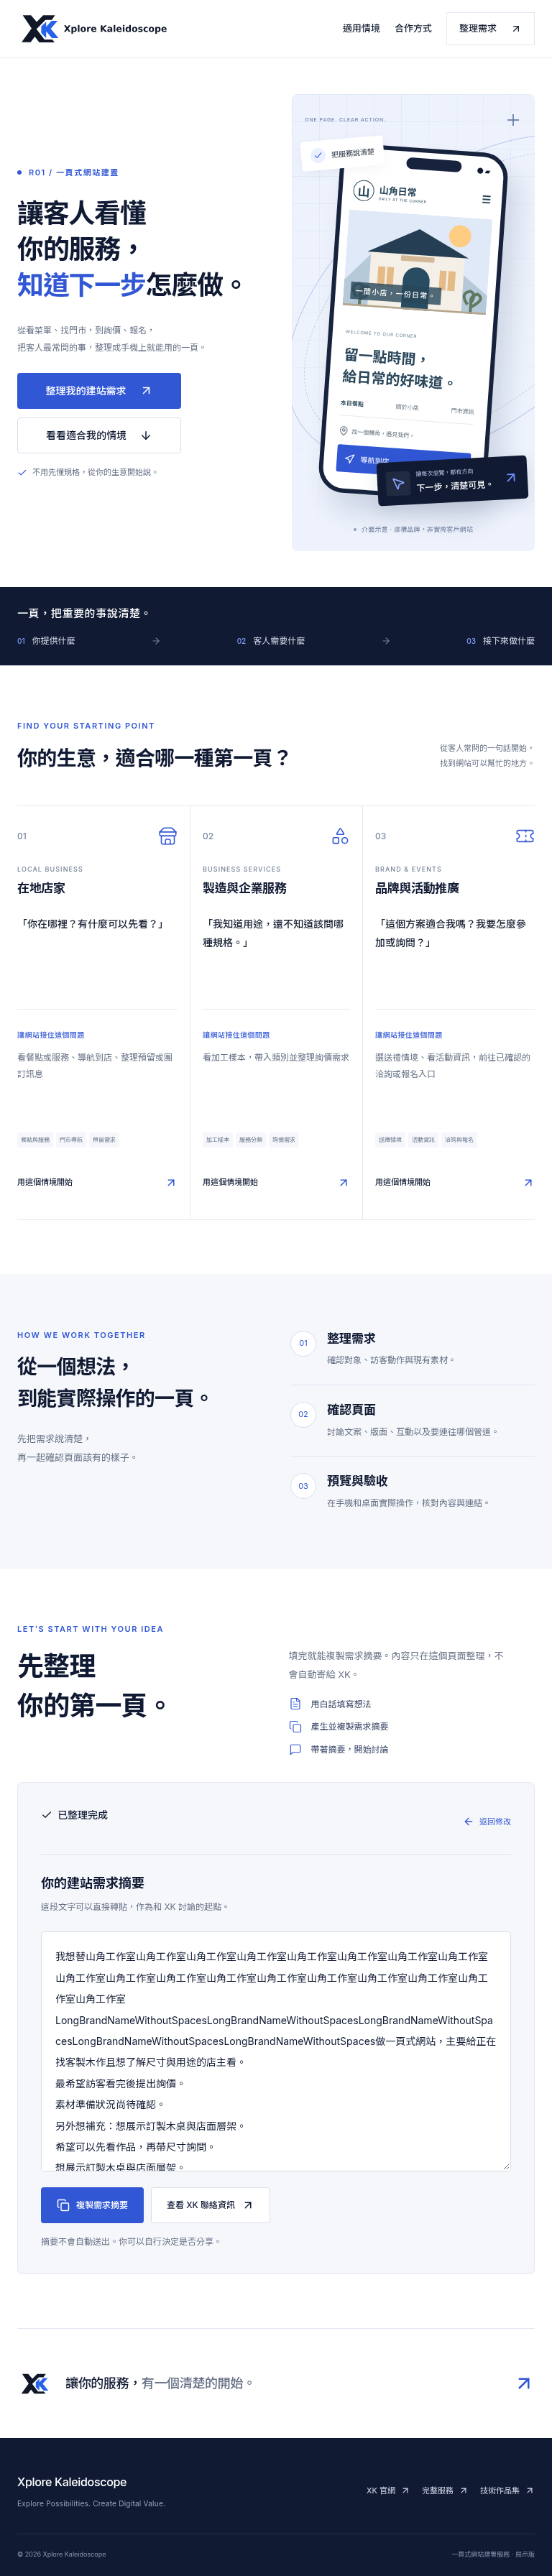 Xplore Kaleidoscope
適用情境
合作方式
整理需求
R01 / 一頁式網站建置
讓客人看懂
你的服務，
知道下一步怎麼做。
從看菜單、找門市，到詢價、報名，
把客人最常問的事，整理成手機上就能用的一頁。
整理我的建站需求
看看適合我的情境
不用先懂規格，從你的生意開始說。
ONE PAGE. CLEAR ACTION.
把服務說清楚
山
山角日常
DAILY AT THE CORNER
一間小店，一份日常。
WELCOME TO OUR CORNER
留一點時間，
給日常的好味道。
本日餐點
關於小店
門市資訊
找一個轉角，遇見我們。
導航到店
讓每次瀏覽，都有方向
下一步，清楚可見。
介面示意 · 虛構品牌，非實際客戶網站
一頁，把重要的事說清楚。
01 你提供什麼
02 客人需要什麼
03 接下來做什麼
FIND YOUR STARTING POINT
你的生意，適合哪一種第一頁？
從客人常問的一句話開始，
找到網站可以幫忙的地方。
01
LOCAL BUSINESS
在地店家
「你在哪裡？有什麼可以先看？」
讓網站接住這個問題
看餐點或服務、導航到店、整理預留或團
訂訊息
餐點與服務
門市導航
預留需求
用這個情境開始
02
BUSINESS SERVICES
製造與企業服務
「我知道用途，還不知道該問哪
種規格。」
讓網站接住這個問題
看加工樣本，帶入類別並整理詢價需求
加工樣本
服務分類
詢價需求
用這個情境開始
03
BRAND & EVENTS
品牌與活動推廣
「這個方案適合我嗎？我要怎麼參
加或詢問？」
讓網站接住這個問題
選送禮情境、看活動資訊，前往已確認的
洽詢或報名入口
送禮情境
活動資訊
洽詢與報名
用這個情境開始
HOW WE WORK TOGETHER
從一個想法，
到能實際操作的一頁。
先把需求說清楚，
再一起確認頁面該有的樣子。
01
整理需求
確認對象、訪客動作與現有素材。
02
確認頁面
討論文案、版面、互動以及要連往哪個管道。
03
預覽與驗收
在手機和桌面實際操作，核對內容與連結。
LET'S START WITH YOUR IDEA
先整理
你的第一頁。
填完就能複製需求摘要。內容只在這個頁面整理，不
會自動寄給 XK。
用白話填寫想法
產生並複製需求摘要
帶著摘要，開始討論
已整理完成
返回修改
你的建站需求摘要
這段文字可以直接轉貼，作為和 XK 討論的起點。
我想替山角工作室山角工作室山角工作室山角工作室山角工作室山角工作室山角工作室山角工作室
山角工作室山角工作室山角工作室山角工作室山角工作室山角工作室山角工作室山角工作室山角工
作室山角工作室
LongBrandNameWithoutSpacesLongBrandNameWithoutSpacesLongBrandNameWithoutSpa
cesLongBrandNameWithoutSpacesLongBrandNameWithoutSpaces做一頁式網站，主要給正在
找客製木作且想了解尺寸與用途的店主看。
最希望訪客看完後提出詢價。
素材準備狀況尚待確認。
另外想補充：想展示訂製木桌與店面層架。
希望可以先看作品，再帶尺寸詢問。
想展示訂製木桌與店面層架。
複製需求摘要
查看 XK 聯絡資訊
摘要不會自動送出。你可以自行決定是否分享。
讓你的服務，有一個清楚的開始。
Xplore Kaleidoscope
Explore Possibilities. Create Digital Value.
XK 官網
完整服務
技術作品集
© 2026 Xplore Kaleidoscope
一頁式網站建置服務 · 展示版